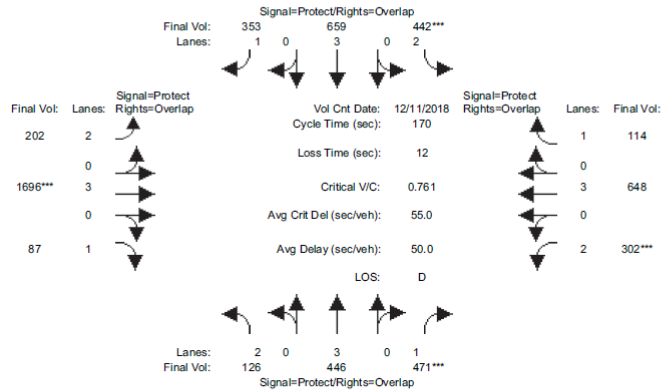 Signal=Protect/Rights=Overlap
Final Vol: 353 659 442***
Lanes: 1 0 3 0 2
Signal=Protect
Final Vol: Lanes: Rights=Overlap
Vol Cnt Date: 12/11/2018
Signal=Protect
Rights=Overlap Lanes: Final Vol:
Cycle Time (sec): 170
202 2
1 114
Loss Time (sec): 12
0
0
1696*** 3
Critical V/C: 0.761
3 648
0
Avg Crit Del (sec/veh): 55.0
0
87 1
Avg Delay (sec/veh): 50.0
2 302***
LOS: D
Lanes: 2 0 3 0 1
Final Vol: 126 446 471***
Signal=Protect/Rights=Overlap